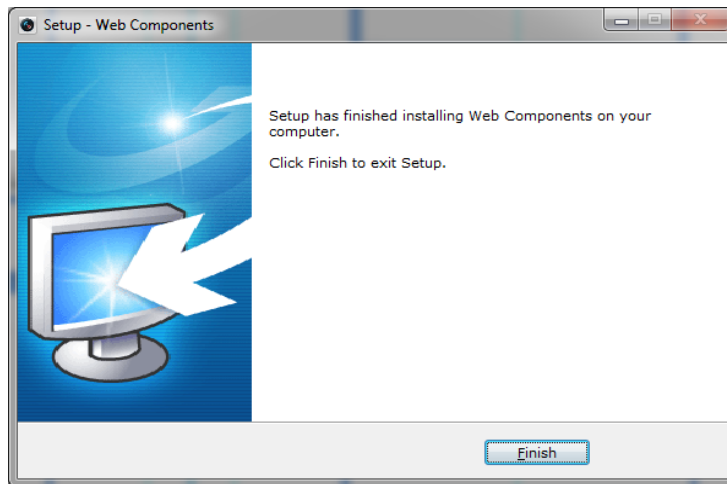 Setup - Web Components
Setup has finished installing Web Components on your
computer.
Click Finish to exit Setup.
Finish